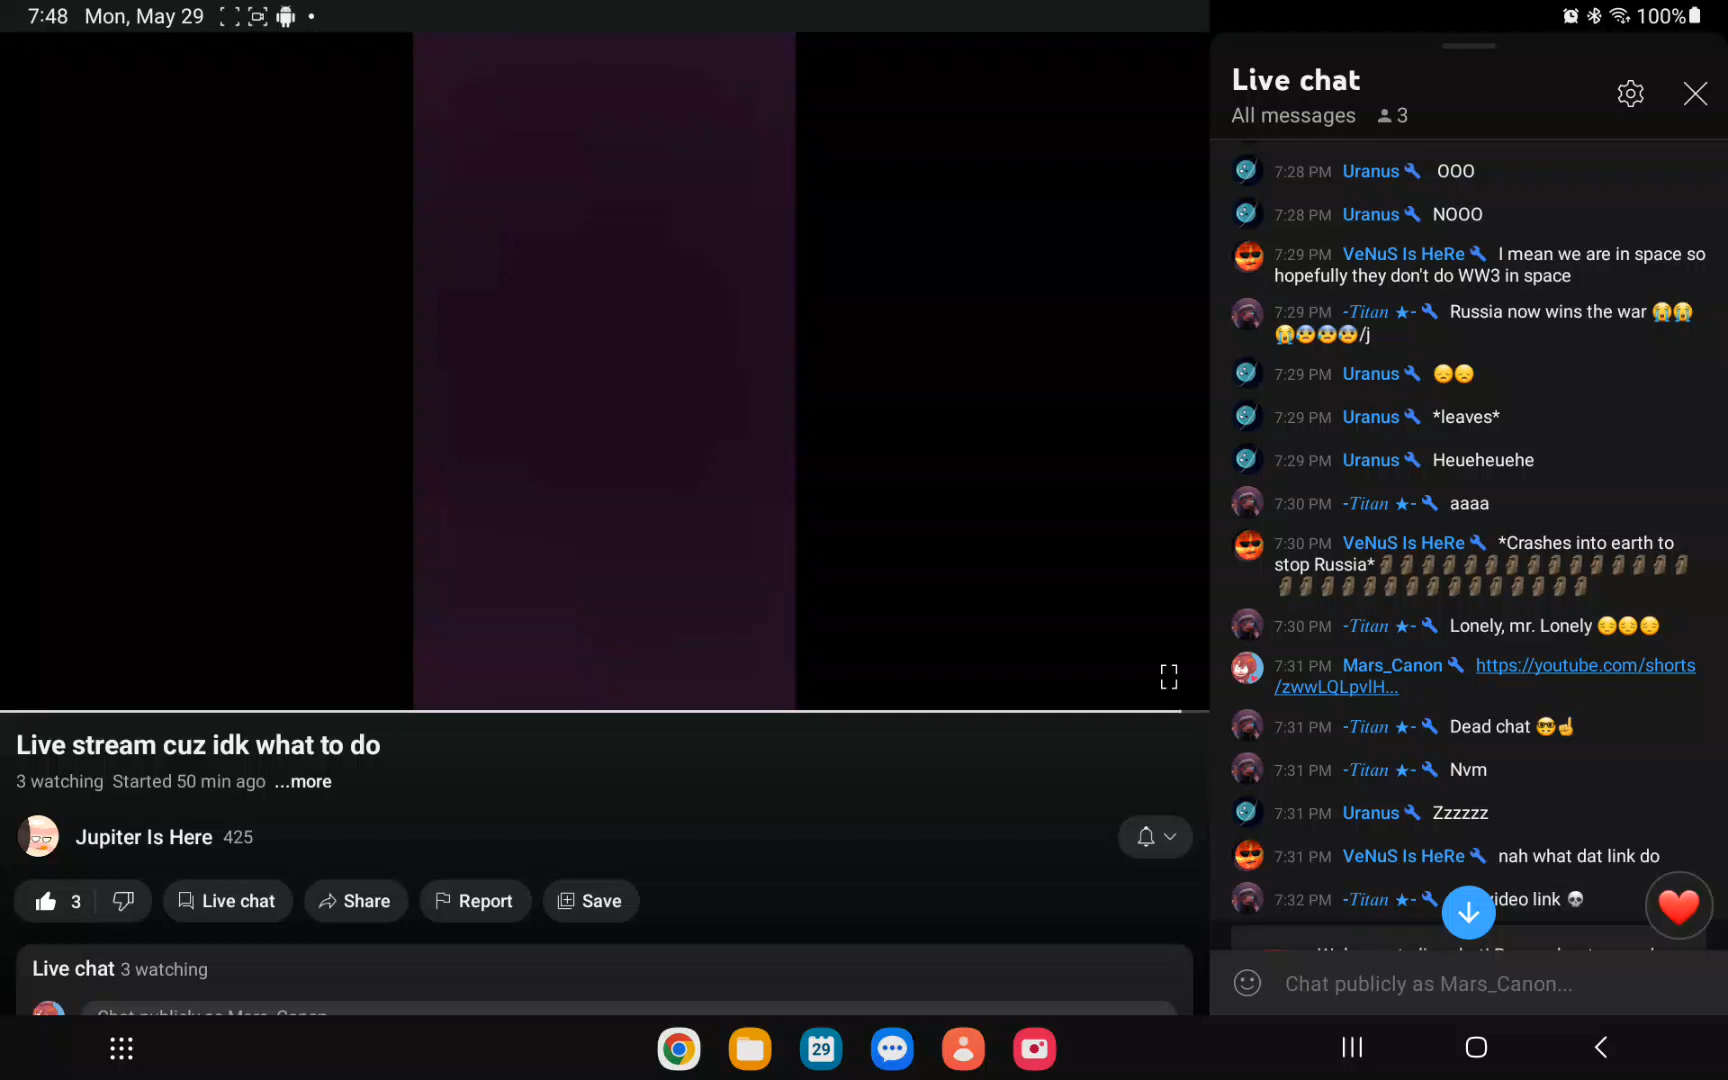 7:48 Mon, May 29
100%
Live chat
All messages 3
7:28 PM Uranus OOO
7:28 PM Uranus NOOO
7:29 PM VeNuS Is HeRe I mean we are in space so
hopefully they don't do WW3 in space
7:29 PM -Titan ★- Russia now wins the war 😭😭
😭😰😰😰/j
7:29 PM Uranus 😞😞
7:29 PM Uranus *leaves*
7:29 PM Uranus Heueheuehe
7:30 PM -Titan ★- aaaa
7:30 PM VeNuS Is HeRe *Crashes into earth to
stop Russia*🗿🗿🗿🗿🗿🗿🗿🗿🗿🗿🗿🗿🗿🗿🗿
🗿🗿🗿🗿🗿🗿🗿🗿🗿🗿🗿🗿🗿🗿🗿
7:30 PM -Titan ★- Lonely, mr. Lonely 😔😔😔
7:31 PM Mars_Canon https://youtube.com/shorts
/zwwLQLpvlH...
7:31 PM -Titan ★- Dead chat 😎☝️
7:31 PM -Titan ★- Nvm
7:31 PM Uranus Zzzzzz
7:31 PM VeNuS Is HeRe nah what dat link do
7:32 PM -Titan ★- link 💀
Chat publicly as Mars_Canon...
Live stream cuz idk what to do
3 watching Started 50 min ago ...more
Jupiter Is Here 425
3 Live chat Share Report Save
Live chat 3 watching
29